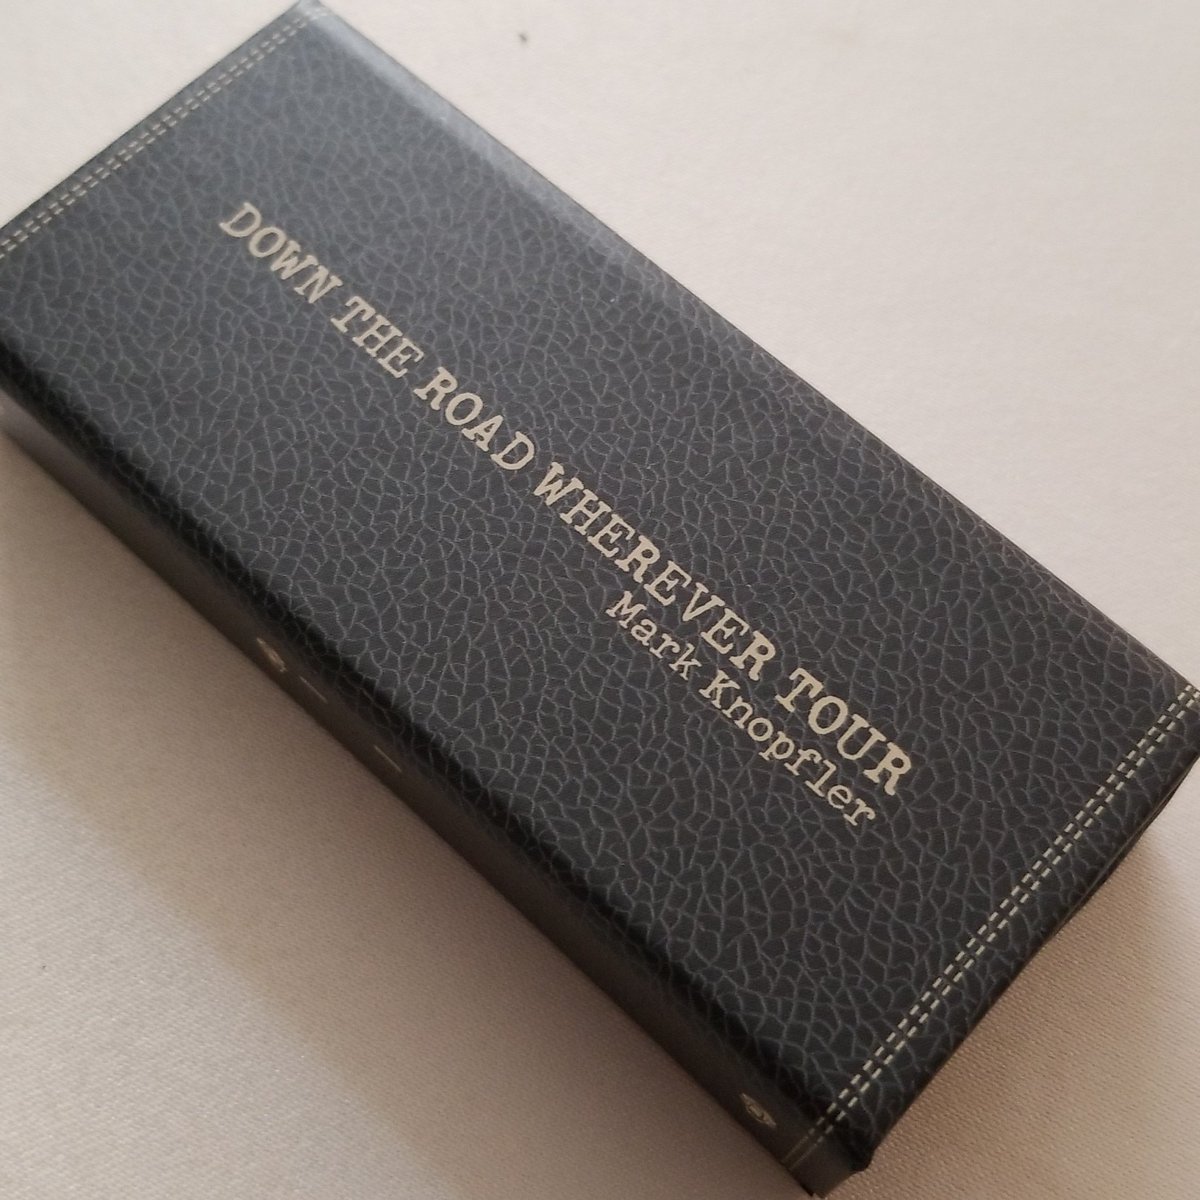 DOWN THE ROAD WHEREVER TOUR
Mark Knopfler